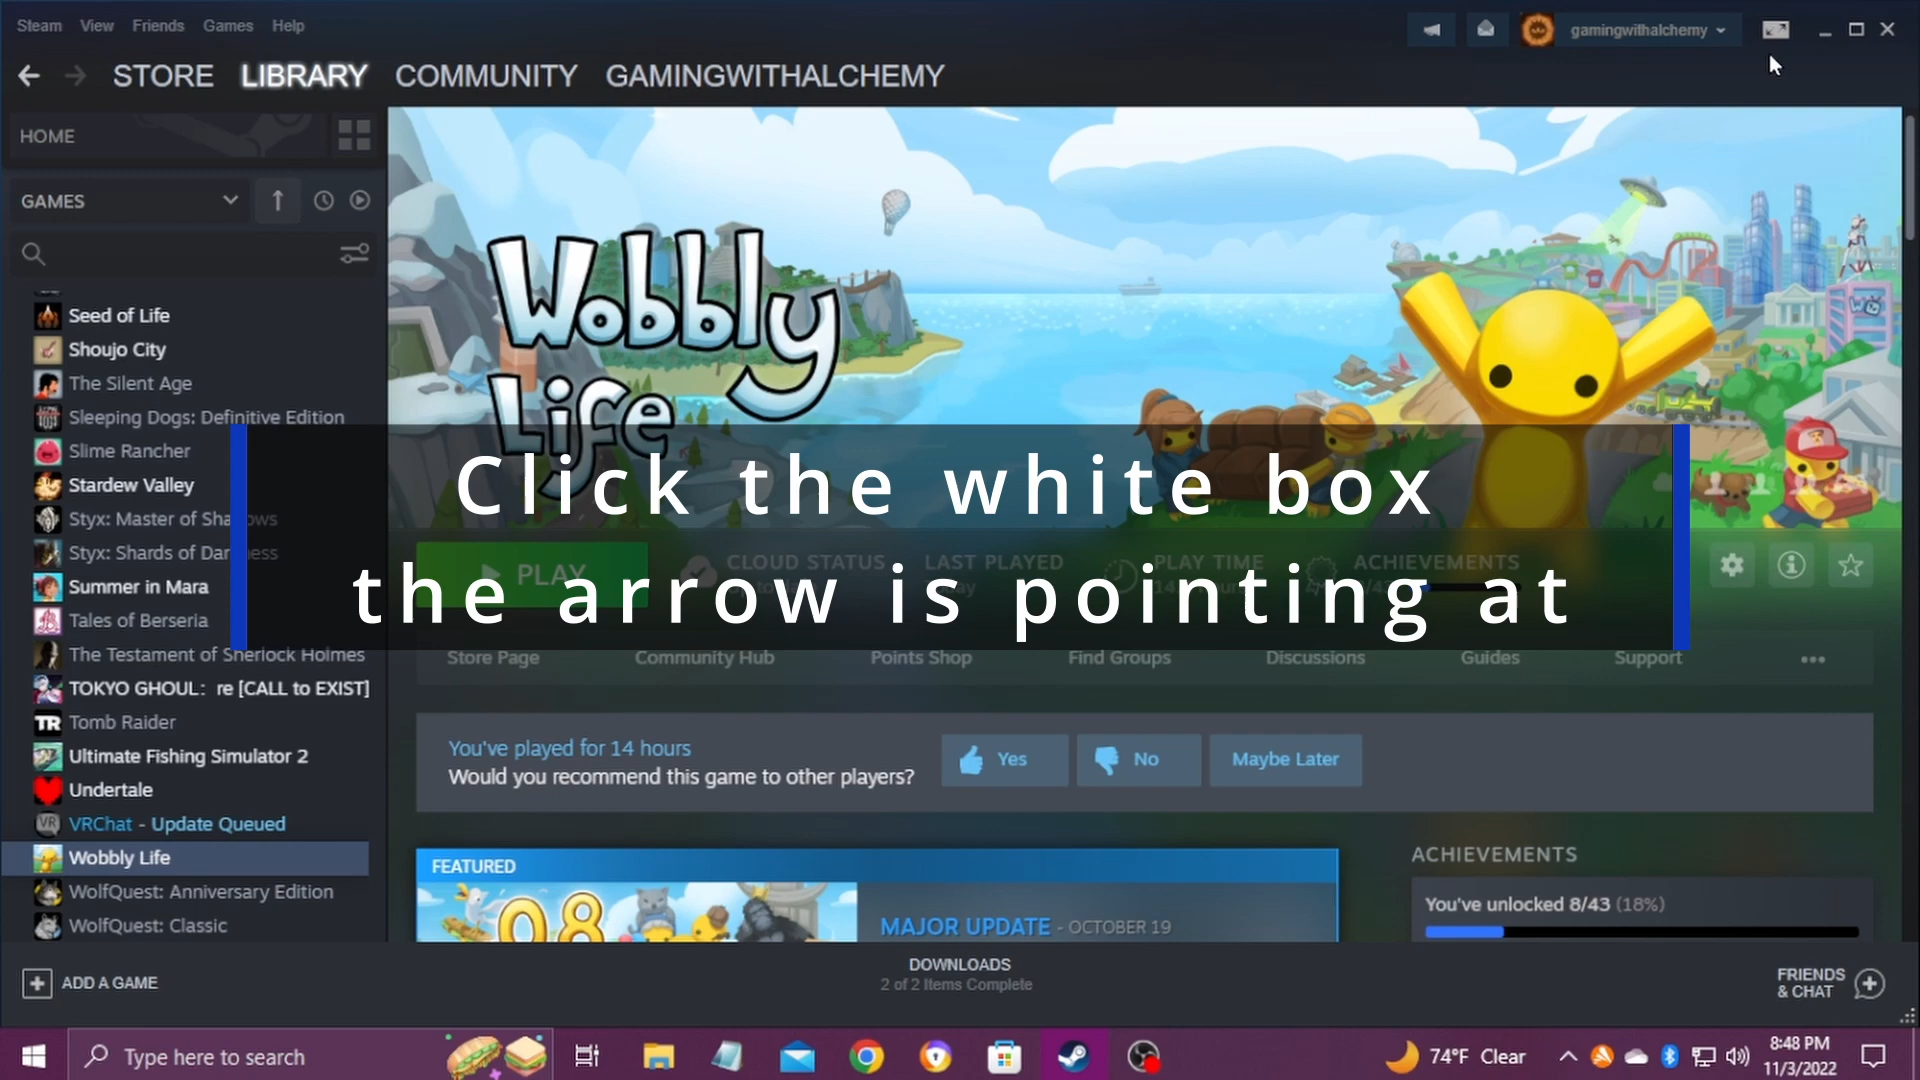 Steam View Friends Games Help
gamingwithalchemy
STORE LIBRARY COMMUNITY GAMINGWITHALCHEMY
HOME
GAMES
Seed of Life
Shoujo City
The Silent Age
Sleeping Dogs: Definitive Edition
Slime Rancher
Stardew Valley
Styx: Master of Shadows
Styx: Shards of Darkness
Summer in Mara
Tales of Berseria
The Testament of Sherlock Holmes
TOKYO GHOUL：re [CALL to EXIST]
TR Tomb Raider
Ultimate Fishing Simulator 2
Undertale
VR VRChat - Update Queued
Wobbly Life
WolfQuest: Anniversary Edition
WolfQuest: Classic
Wobbly
Life
Click the white box
the arrow is pointing at
PLAY
CLOUD STATUS LAST PLAYED PLAY TIME ACHIEVEMENTS
Store Page Community Hub Points Shop Find Groups Discussions Guides Support
You've played for 14 hours
Would you recommend this game to other players?
Yes No Maybe Later
FEATURED
MAJOR UPDATE - OCTOBER 19
ACHIEVEMENTS
You've unlocked 8/43 (18%)
ADD A GAME
DOWNLOADS
2 of 2 Items Complete
FRIENDS
& CHAT
Type here to search
74°F Clear
8:48 PM
11/3/2022